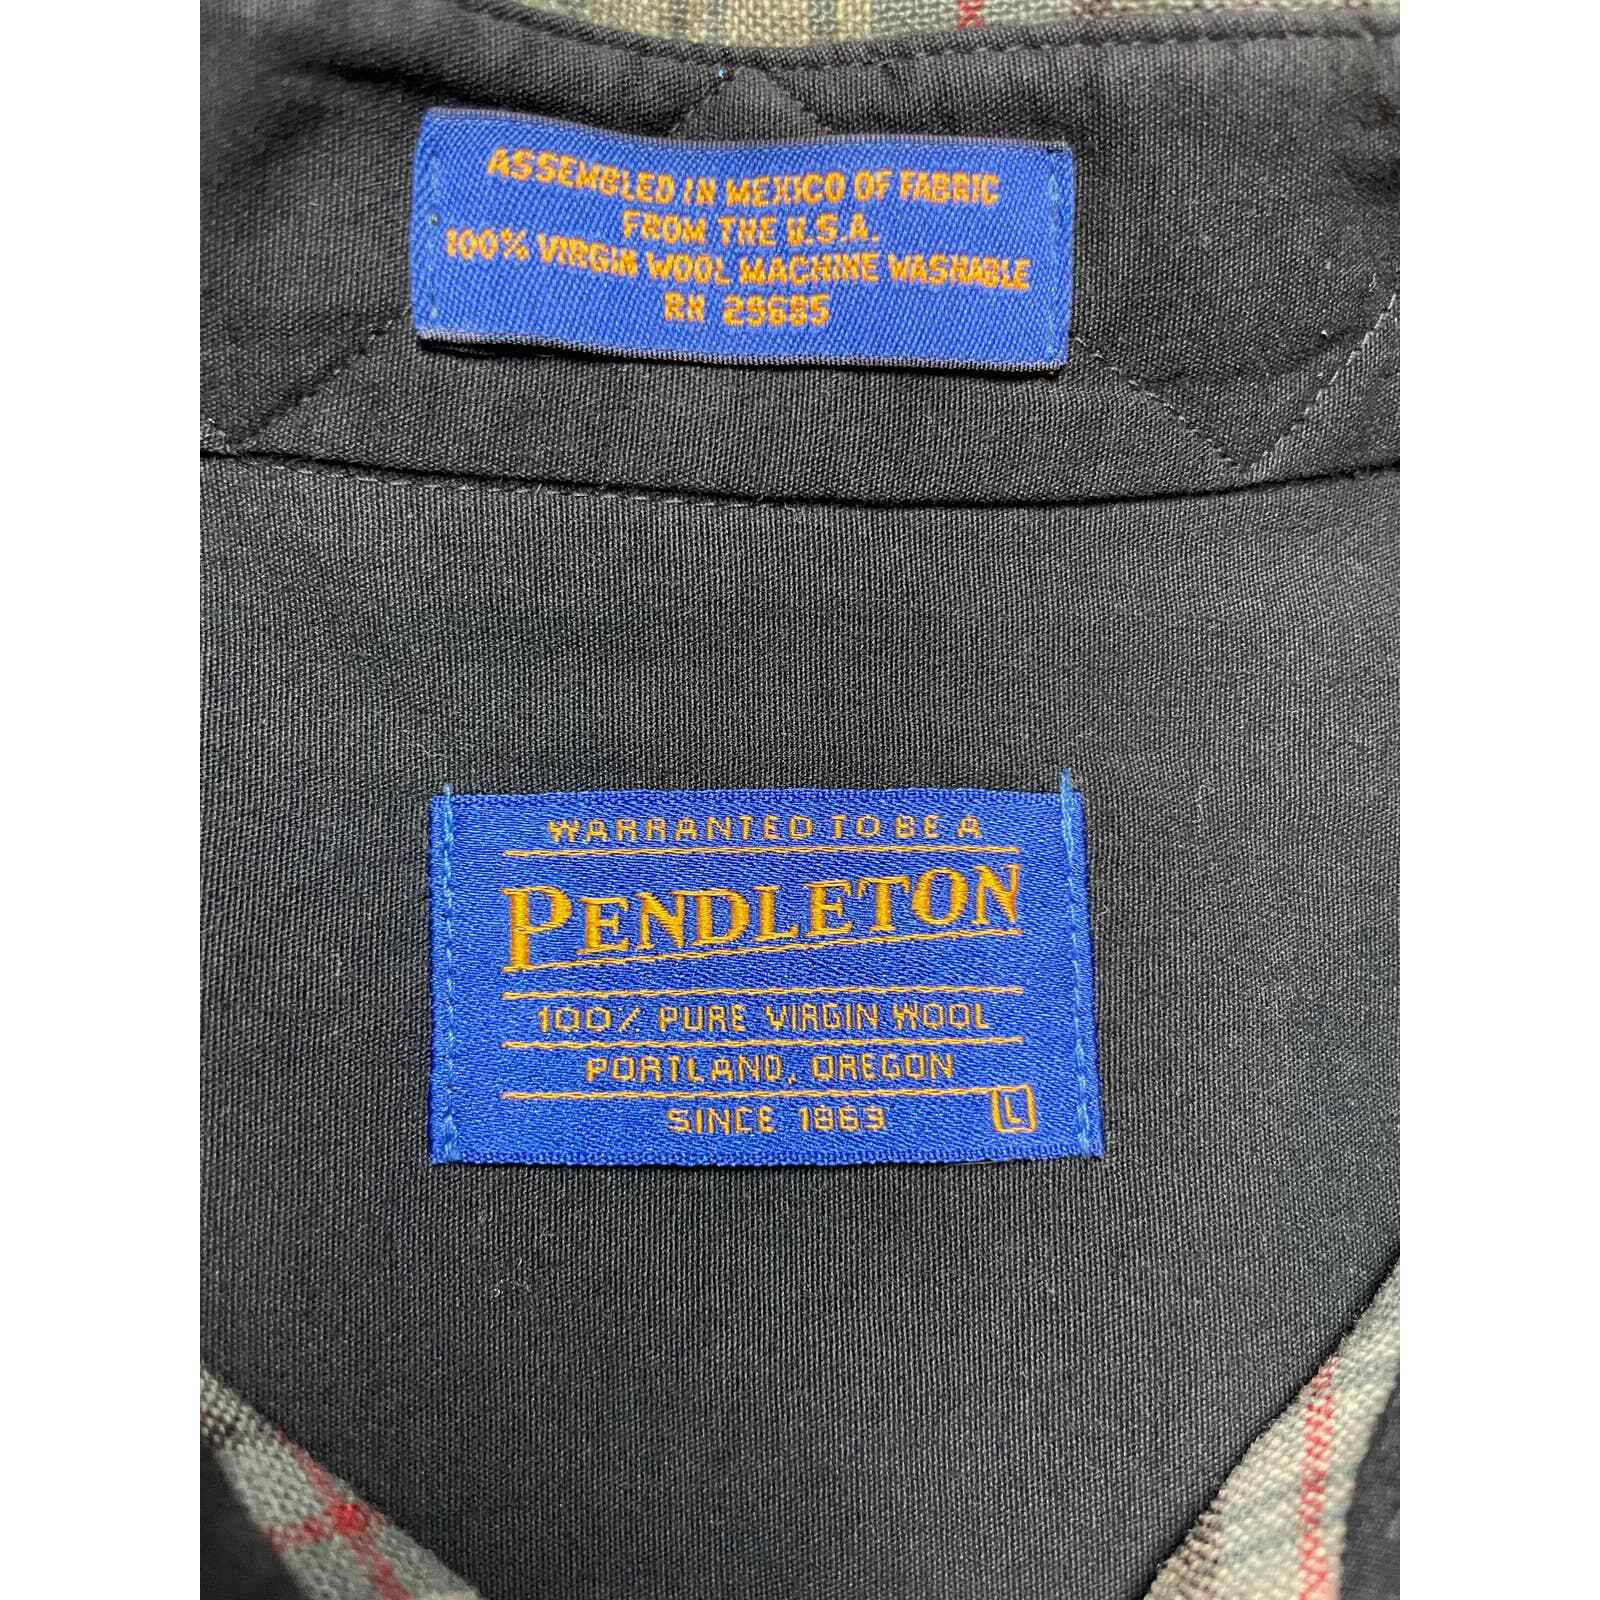 ASSEMBLED IN MEXICO OF FABRIC
FROM THE U.S.A.
100% VIRGIN WOOL MACHINE WASHABLE
RN 29685
WARRANTED TO BE A
PENDLETON
100% PURE VIRGIN WOOL
PORTLAND, OREGON
SINCE 1863
L